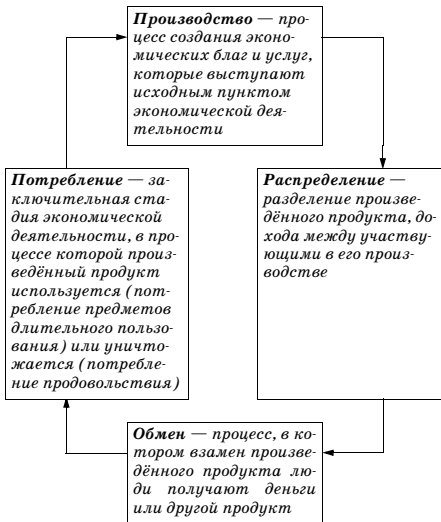 Производство — про-
цесс создания эконо-
мических благ и услуг,
которые выступают
исходным пунктом
экономической дея-
тельности
Потребление — за-
ключительная ста-
дия экономической
деятельности, в про-
цессе которой произ-
ведённый продукт
используется (пот-
ребление предметов
длительного пользо-
вания) или уничто-
жается (потребле-
ние продовольствия)
Распределение —
разделение произве-
дённого продукта, до-
хода между участву-
ющими в его произ-
водстве
Обмен — процесс, в ко-
тором взамен произве-
дённого продукта лю-
ди получают деньги
или другой продукт